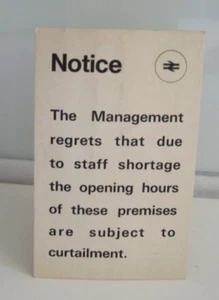 Notice
The Management
regrets that due
to staff shortage
the opening hours
of these premises
are subject to
curtailment.